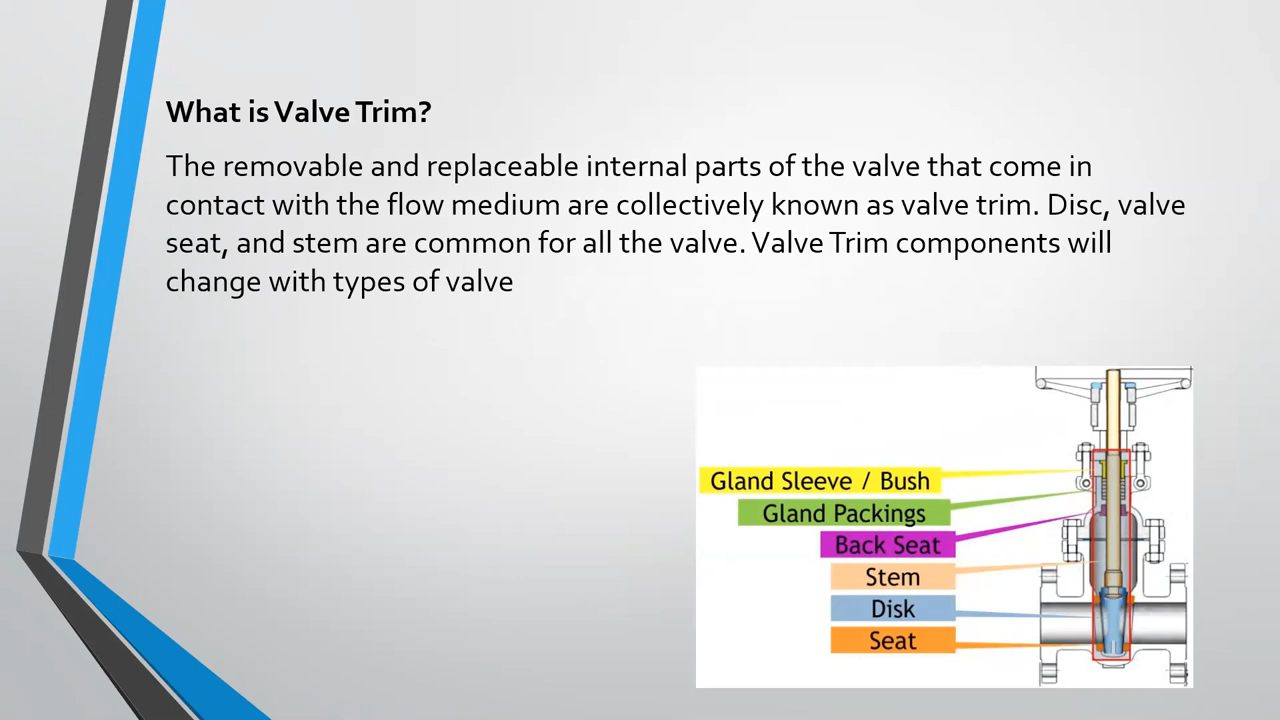 What is Valve Trim?
The removable and replaceable internal parts of the valve that come in
contact with the flow medium are collectively known as valve trim. Disc, valve
seat, and stem are common for all the valve. Valve Trim components will
change with types of valve
Gland Sleeve / Bush
Gland Packings
Back Seat
Stem
Disk
Seat